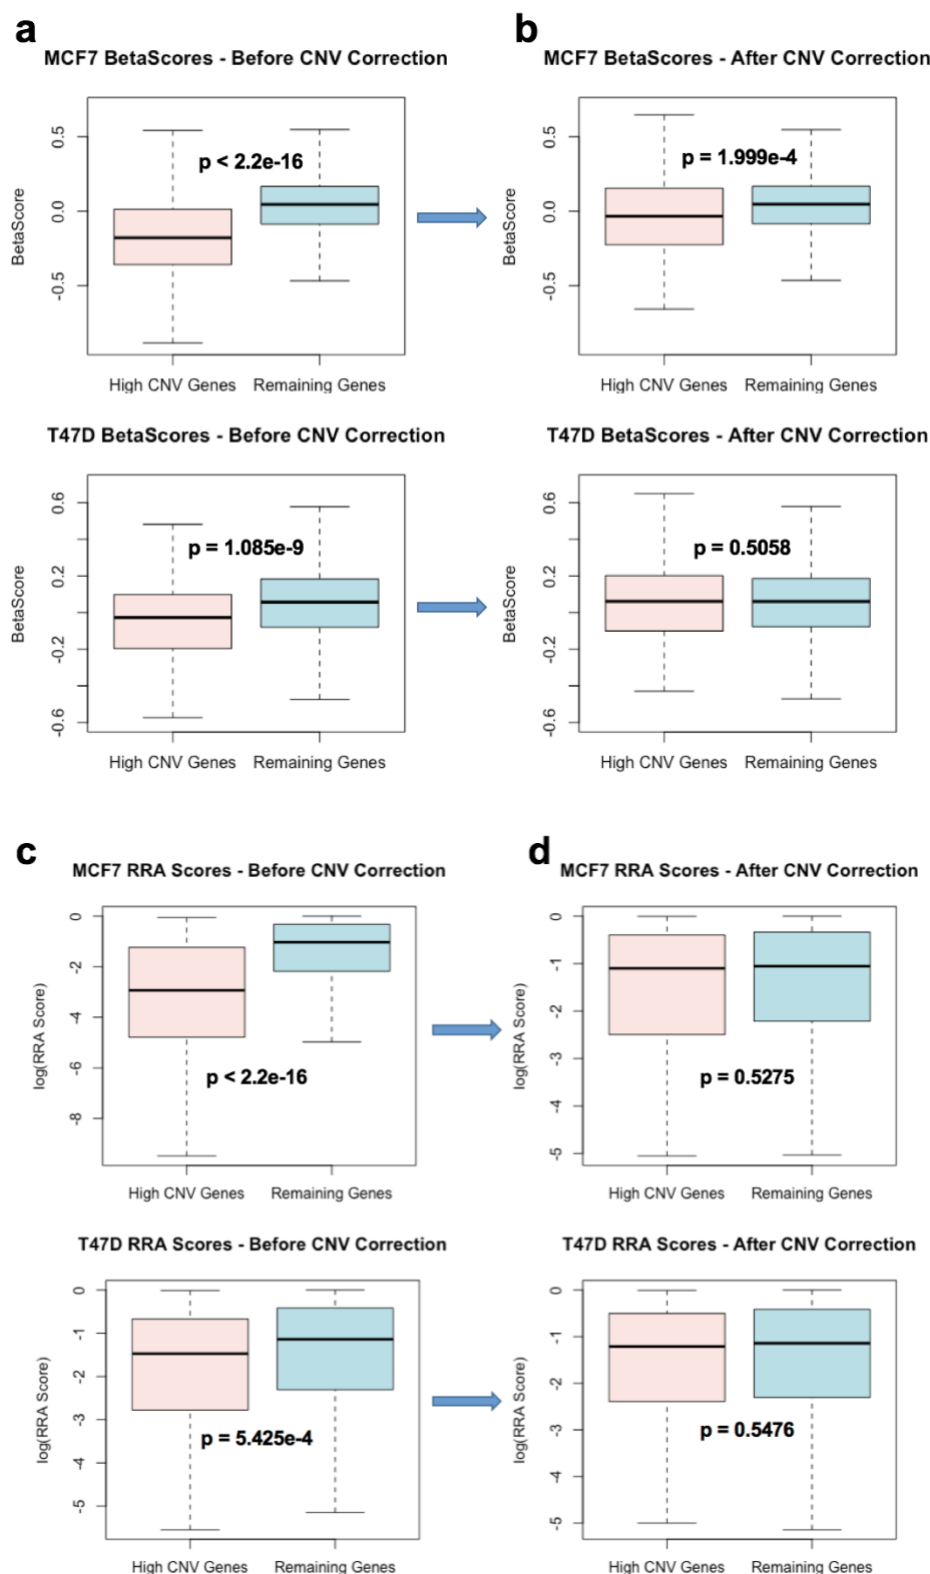 a
b
MCF7 BetaScores - Before CNV Correction
MCF7 BetaScores - After CNV Correction
BetaScore
0.5
0.0
-0.5
p < 2.2e-16
High CNV Genes
Remaining Genes
BetaScore
0.5
0.0
-0.5
p = 1.999e-4
High CNV Genes
Remaining Genes
T47D BetaScores - Before CNV Correction
T47D BetaScores - After CNV Correction
BetaScore
0.6
0.2
-0.2
-0.6
p = 1.085e-9
High CNV Genes
Remaining Genes
BetaScore
0.6
0.2
-0.2
-0.6
p = 0.5058
High CNV Genes
Remaining Genes
c
d
MCF7 RRA Scores - Before CNV Correction
MCF7 RRA Scores - After CNV Correction
log(RRA Score)
0
-2
-4
-6
-8
p < 2.2e-16
High CNV Genes
Remaining Genes
log(RRA Score)
0
-1
-2
-3
-4
-5
p = 0.5275
High CNV Genes
Remaining Genes
T47D RRA Scores - Before CNV Correction
T47D RRA Scores - After CNV Correction
log(RRA Score)
0
-1
-2
-3
-4
-5
p = 5.425e-4
High CNV Genes
Remaining Genes
log(RRA Score)
0
-1
-2
-3
-4
-5
p = 0.5476
High CNV Genes
Remaining Genes